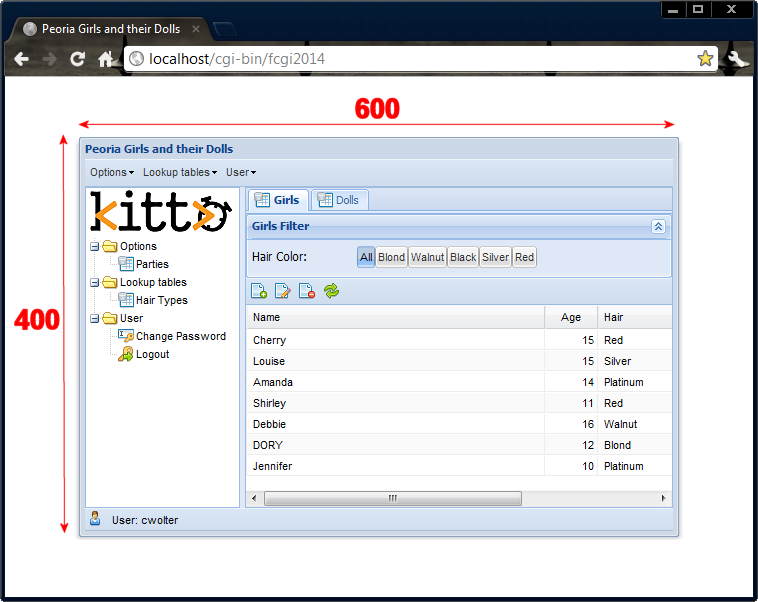 Peoria Girls and their Dolls
localhost/cgi-bin/fcgi2014
600
400
Peoria Girls and their Dolls
Options Lookup tables User
kitto
Options
Parties
Lookup tables
Hair Types
User
Change Password
Logout
Girls Dolls
Girls Filter
Hair Color: All Blond Walnut Black Silver Red
Name Age Hair
Cherry 15 Red
Louise 15 Silver
Amanda 14 Platinum
Shirley 11 Red
Debbie 16 Walnut
DORY 12 Blond
Jennifer 10 Platinum
User: cwolter